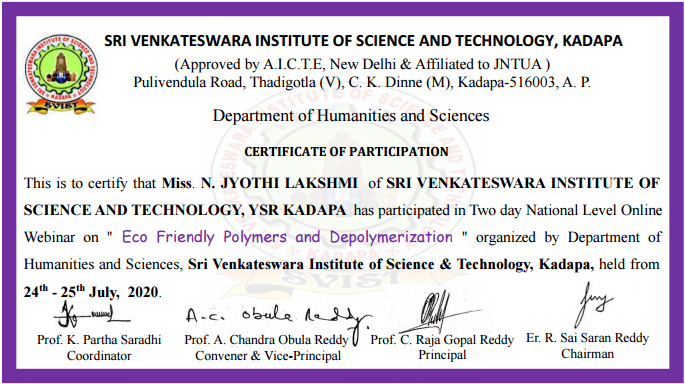 SRI VENKATESWARA INSTITUTE OF SCIENCE AND TECHNOLOGY, KADAPA
(Approved by A.I.C.T.E, New Delhi & Affiliated to JNTUA )
Pulivendula Road, Thadigotla (V), C. K. Dinne (M), Kadapa-516003, A. P.
SVIST
Department of Humanities and Sciences
CERTIFICATE OF PARTICIPATION
This is to certify that Miss. N. JYOTHI LAKSHMI of SRI VENKATESWARA INSTITUTE OF
SCIENCE AND TECHNOLOGY, YSR KADAPA has participated in Two day National Level Online
Webinar on " Eco Friendly Polymers and Depolymerization " organized by Department of
Humanities and Sciences, Sri Venkateswara Institute of Science & Technology, Kadapa, held from
24th - 25th July, 2020.
A.C. Obula Reddy
Prof. K. Partha Saradhi Prof. A. Chandra Obula Reddy Prof. C. Raja Gopal Reddy Er. R. Sai Saran Reddy
Coordinator Convener & Vice-Principal Principal Chairman